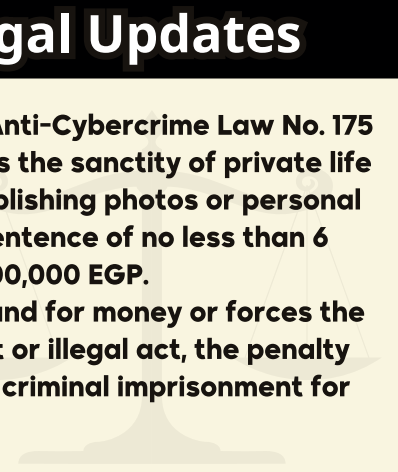 gal Updates
Anti-Cybercrime Law No. 175
s the sanctity of private life
blishing photos or personal
entence of no less than 6
00,000 EGP.
and for money or forces the
t or illegal act, the penalty
criminal imprisonment for